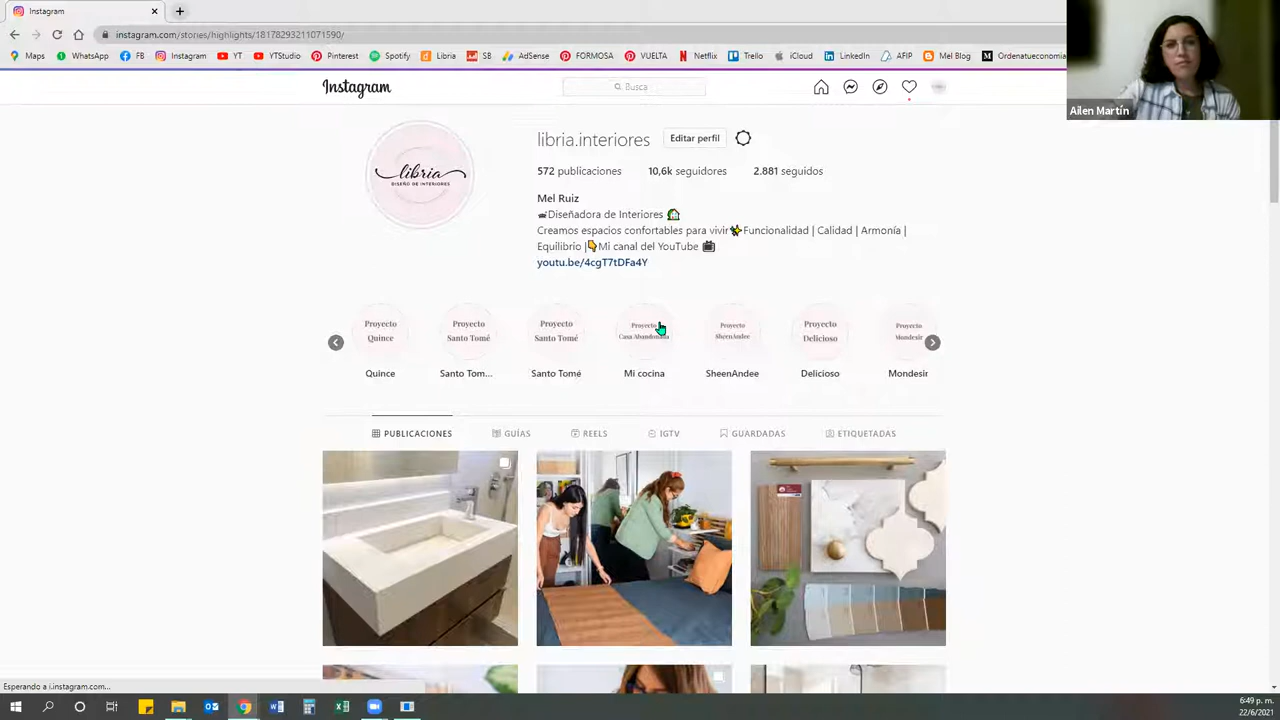 Instagram
instagram.com/stories/highlights/18178293211071590/
Maps
WhatsApp
FB
Instagram
YT
YTStudio
Pinterest
Spotify
Libria
SB
AdSense
FORMOSA
VUELTA
Netflix
Trello
iCloud
LinkedIn
AFIP
Mel Blog
Ordenatueconomia
Ailen Martín
Instagram
Busca
libria.interiores
Editar perfil
572 publicaciones
10,6k seguidores
2.881 seguidos
libria
DISEÑO DE INTERIORES
Mel Ruiz
Diseñadora de Interiores
Creamos espacios confortables para vivir✨Funcionalidad | Calidad | Armonía |
Equilibrio |👇Mi canal del YouTube
youtu.be/4cgT7tDFa4Y
Proyecto
Quince
Proyecto
Santo Tomé
Proyecto
Santo Tomé
Proyecto
Casa Abandonada
Proyecto
SheenAndee
Proyecto
Delicioso
Proyecto
Mondesir
Quince
Santo Tom...
Santo Tomé
Mi cocina
SheenAndee
Delicioso
Mondesir
PUBLICACIONES
GUÍAS
REELS
IGTV
GUARDADAS
ETIQUETADAS
Esperando a i.instagram.com...
6:49 p. m.
22/6/2021